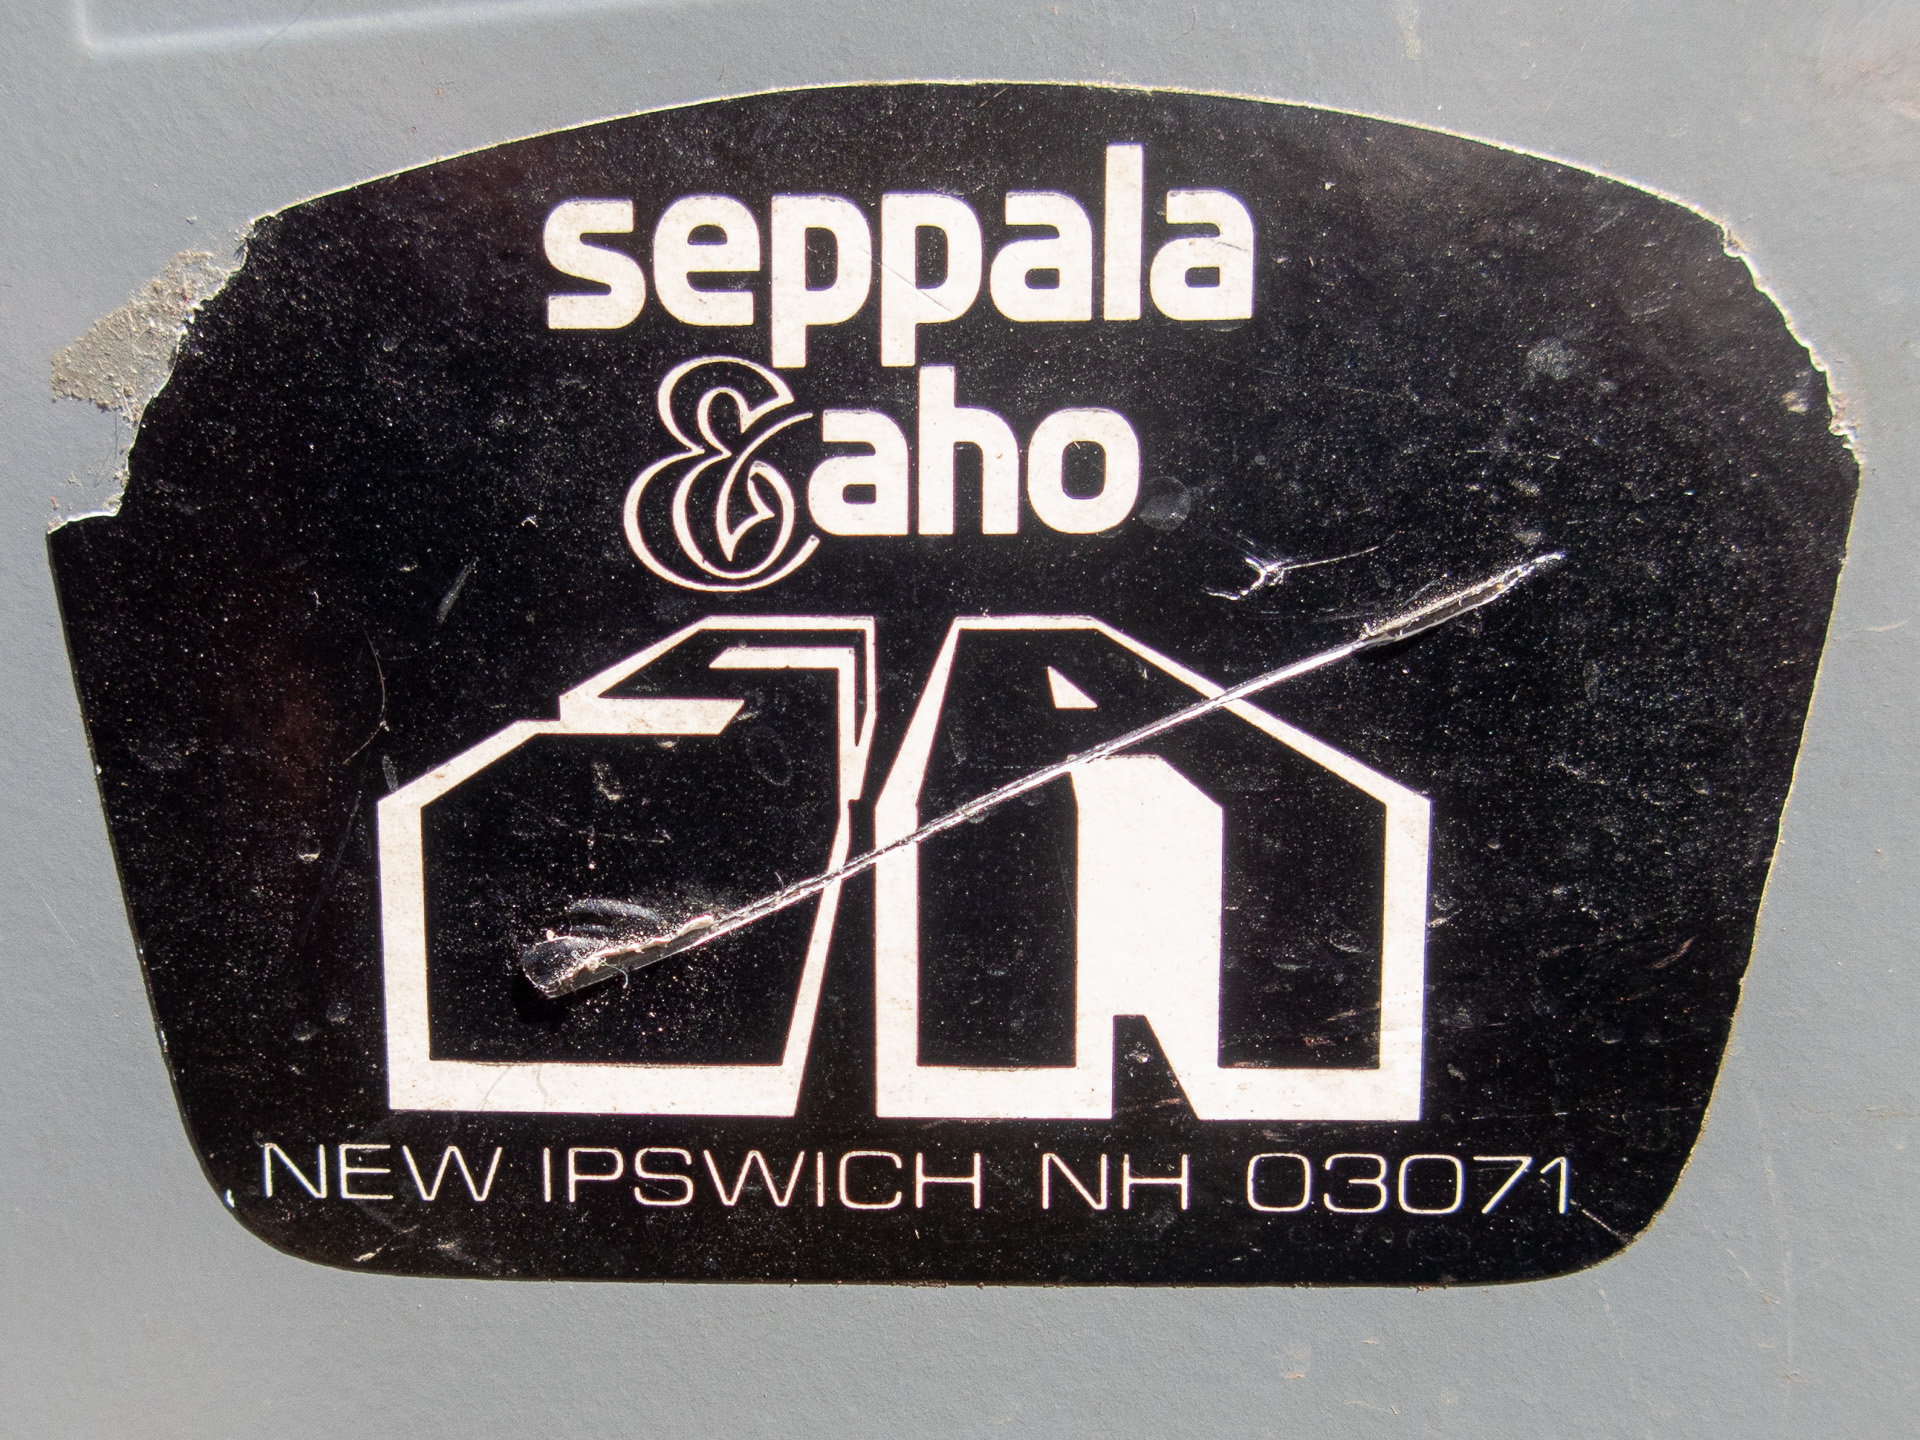 seppala
& aho
NEW IPSWICH NH 03071